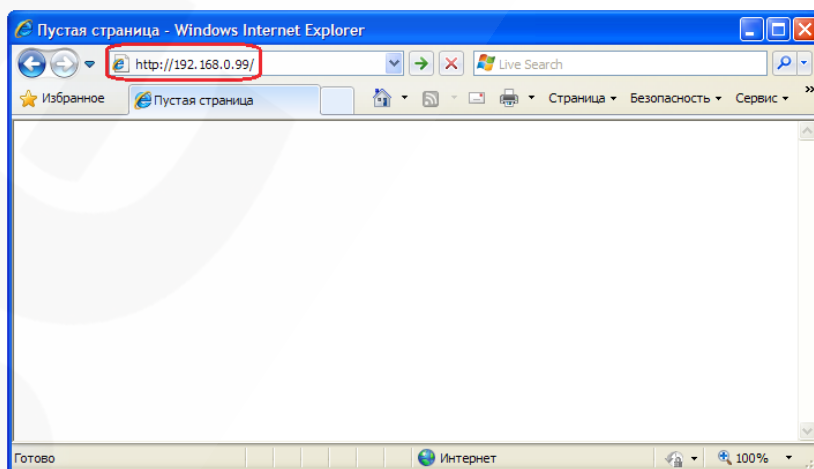 Пустая страница - Windows Internet Explorer
http://192.168.0.99/
Live Search
Избранное
Пустая страница
Страница
Безопасность
Сервис
»
Готово
Интернет
100%